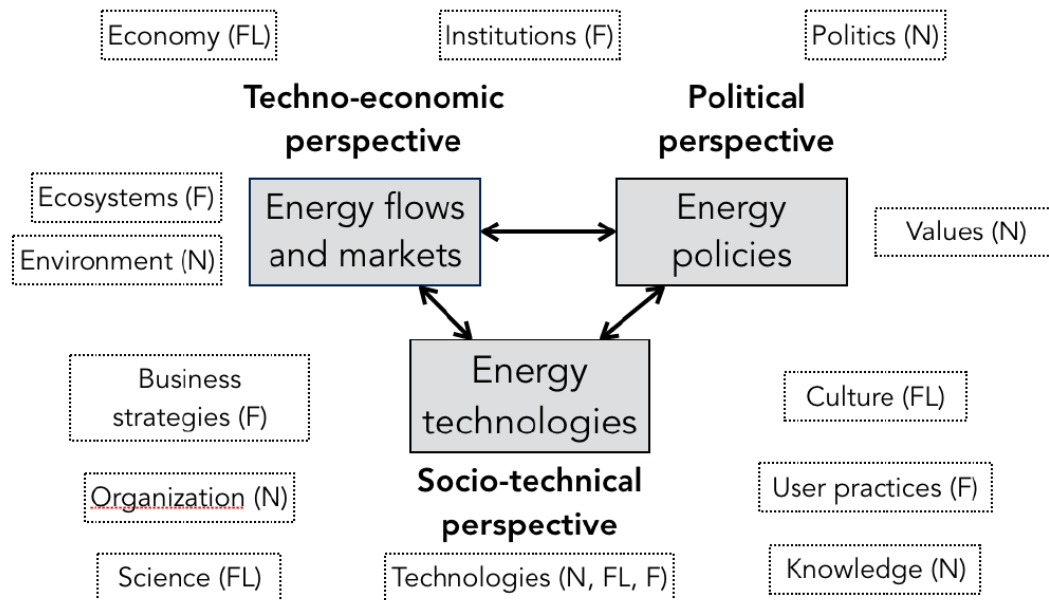 Economy (FL)
Institutions (F)
Politics (N)
Techno-economic
perspective
Political
perspective
Ecosystems (F)
Environment (N)
Energy flows
and markets
Energy
policies
Values (N)
Energy
technologies
Business
strategies (F)
Culture (FL)
Organization (N)
Socio-technical
perspective
User practices (F)
Science (FL)
Technologies (N, FL, F)
Knowledge (N)